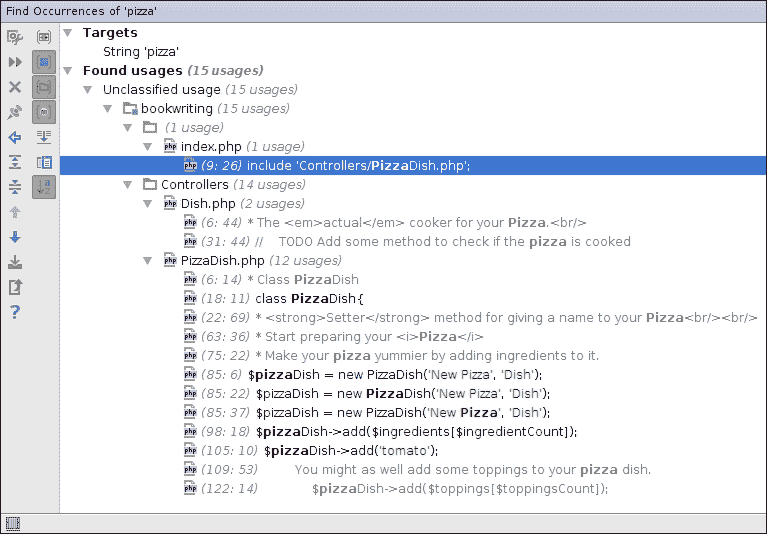 Find Occurrences of 'pizza'
Targets
String 'pizza'
Found usages (15 usages)
Unclassified usage (15 usages)
bookwriting (15 usages)
(1 usage)
index.php (1 usage)
(9: 26) include 'Controllers/PizzaDish.php';
Controllers (14 usages)
Dish.php (2 usages)
(6: 44) * The <em>actual</em> cooker for your Pizza.<br/>
(31: 44) // TODO Add some method to check if the pizza is cooked
PizzaDish.php (12 usages)
(6: 14) * Class PizzaDish
(18: 11) class PizzaDish{
(22: 69) * <strong>Setter</strong> method for giving a name to your Pizza<br/><br/>
(63: 36) * Start preparing your <i>Pizza</i>
(75: 22) * Make your pizza yummier by adding ingredients to it.
(85: 6) $pizzaDish = new PizzaDish('New Pizza', 'Dish');
(85: 22) $pizzaDish = new PizzaDish('New Pizza', 'Dish');
(85: 37) $pizzaDish = new PizzaDish('New Pizza', 'Dish');
(98: 18) $pizzaDish->add($ingredients[$ingredientCount]);
(105: 10) $pizzaDish->add('tomato');
(109: 53) You might as well add some toppings to your pizza dish.
(122: 14) $pizzaDish->add($toppings[$toppingsCount]);